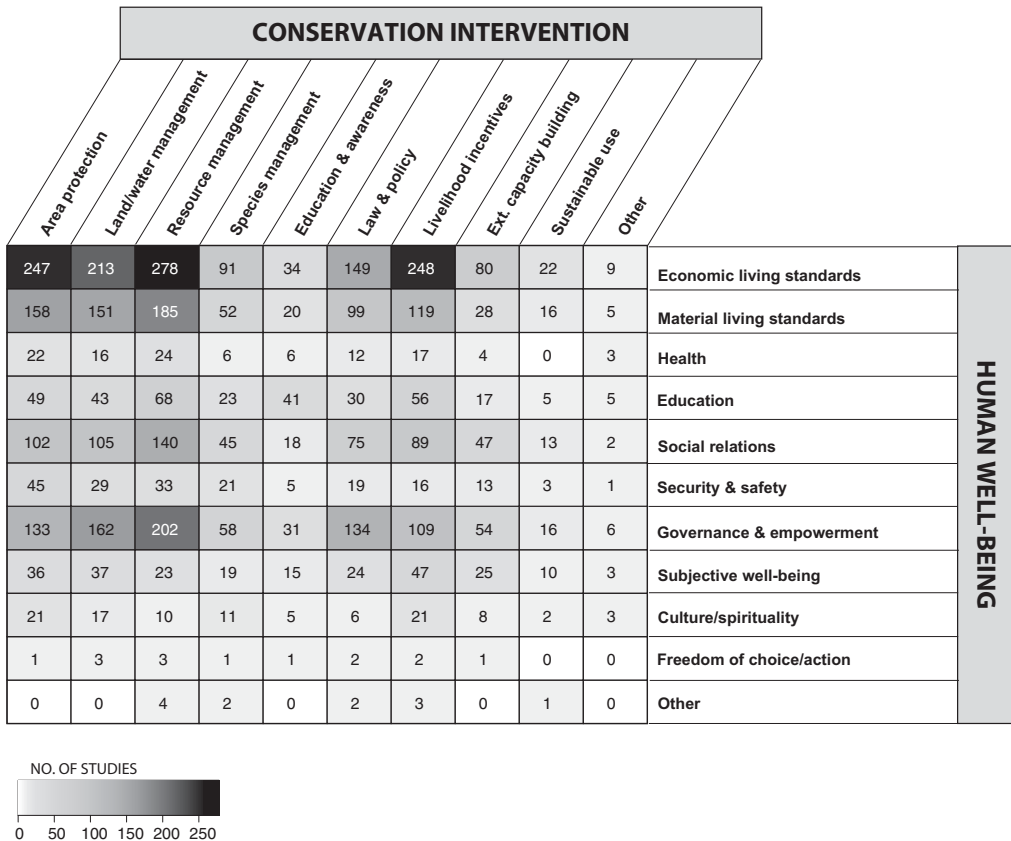 CONSERVATION INTERVENTION
Area protection
Land/water management
Resource management
Species management
Education & awareness
Law & policy
Livelihood incentives
Ext. capacity building
Sustainable use
Other
247 213 278 91 34 149 248 80 22 9 Economic living standards
158 151 185 52 20 99 119 28 16 5 Material living standards
22 16 24 6 6 12 17 4 0 3 Health
49 43 68 23 41 30 56 17 5 5 Education
102 105 140 45 18 75 89 47 13 2 Social relations
45 29 33 21 5 19 16 13 3 1 Security & safety
133 162 202 58 31 134 109 54 16 6 Governance & empowerment
36 37 23 19 15 24 47 25 10 3 Subjective well-being
21 17 10 11 5 6 21 8 2 3 Culture/spirituality
1 3 3 1 1 2 2 1 0 0 Freedom of choice/action
0 0 4 2 0 2 3 0 1 0 Other
HUMAN WELL-BEING
NO. OF STUDIES
0 50 100 150 200 250